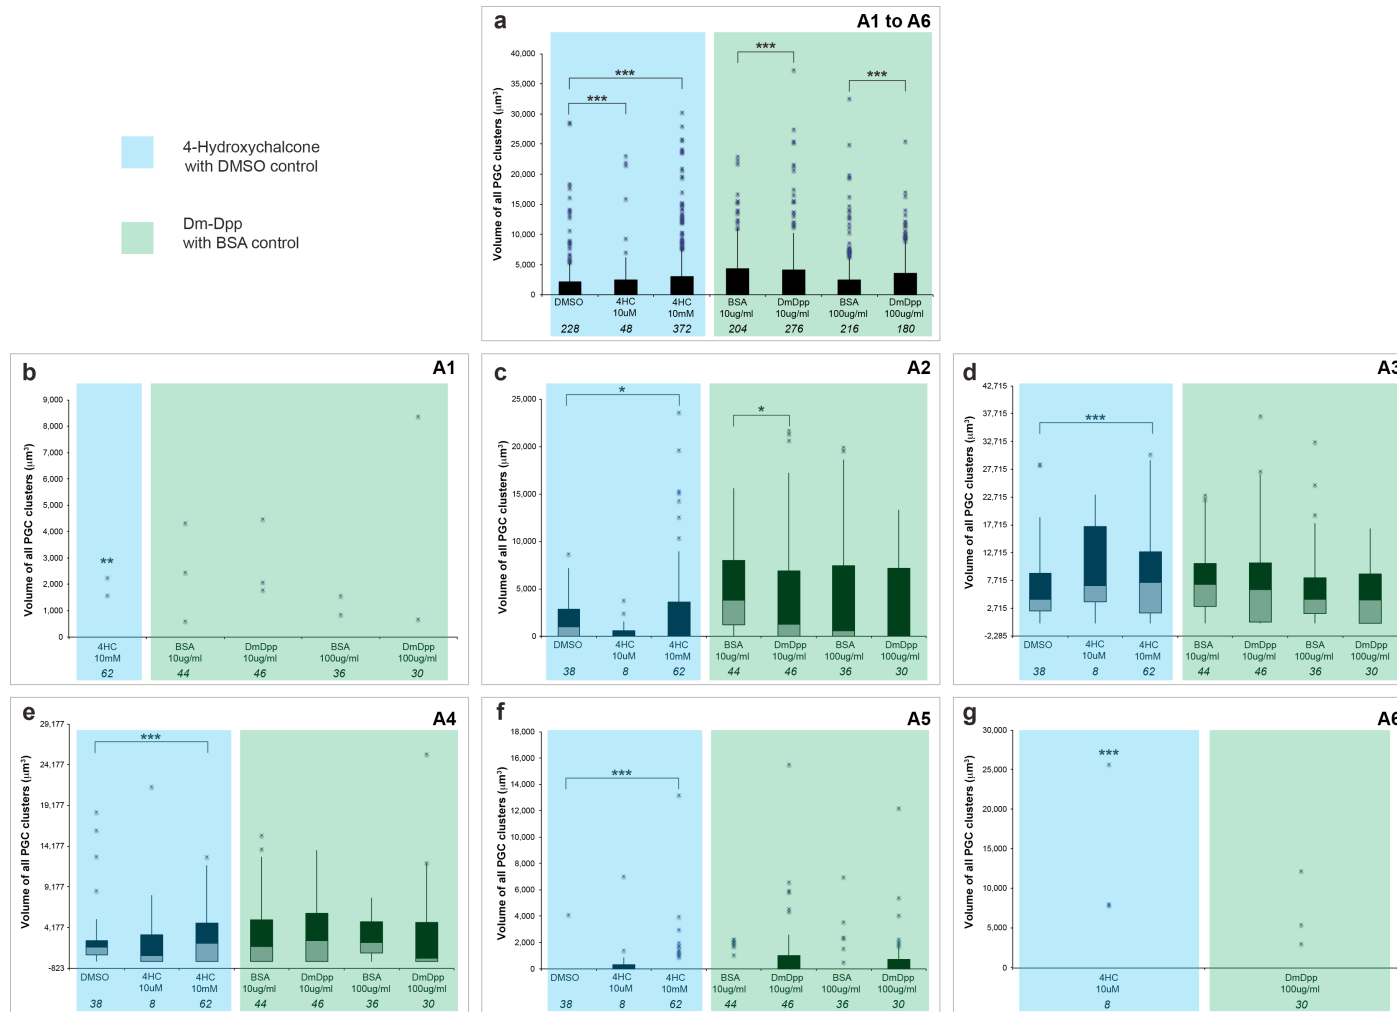 4-Hydroxychalcone
with DMSO control
Dm-Dpp
with BSA control
a
A1 to A6
Volume of all PGC clusters (µm³)
40,000
35,000
30,000
25,000
20,000
15,000
10,000
5,000
0
***
***
***
***
DMSO
4HC
10uM
4HC
10mM
BSA
10ug/ml
DmDpp
10ug/ml
BSA
100ug/ml
DmDpp
100ug/ml
228 48 372 204 276 216 180
b
A1
Volume of all PGC clusters (µm³)
9,000
8,000
7,000
6,000
5,000
4,000
3,000
2,000
1,000
0
**
4HC
10mM
BSA
10ug/ml
DmDpp
10ug/ml
BSA
100ug/ml
DmDpp
100ug/ml
62 44 46 36 30
c
A2
Volume of all PGC clusters (µm³)
25,000
20,000
15,000
10,000
5,000
0
*
*
DMSO
4HC
10uM
4HC
10mM
BSA
10ug/ml
DmDpp
10ug/ml
BSA
100ug/ml
DmDpp
100ug/ml
38 8 62 44 46 36 30
d
A3
Volume of all PGC clusters (µm³)
42,715
37,715
32,715
27,715
22,715
17,715
12,715
7,715
2,715
-2,285
***
DMSO
4HC
10uM
4HC
10mM
BSA
10ug/ml
DmDpp
10ug/ml
BSA
100ug/ml
DmDpp
100ug/ml
38 8 62 44 46 36 30
e
A4
Volume of all PGC clusters (µm³)
29,177
24,177
19,177
14,177
9,177
4,177
-823
***
DMSO
4HC
10uM
4HC
10mM
BSA
10ug/ml
DmDpp
10ug/ml
BSA
100ug/ml
DmDpp
100ug/ml
38 8 62 44 46 36 30
f
A5
Volume of all PGC clusters (µm³)
18,000
16,000
14,000
12,000
10,000
8,000
6,000
4,000
2,000
0
***
DMSO
4HC
10uM
4HC
10mM
BSA
10ug/ml
DmDpp
10ug/ml
BSA
100ug/ml
DmDpp
100ug/ml
38 8 62 44 46 36 30
g
A6
Volume of all PGC clusters (µm³)
30,000
25,000
20,000
15,000
10,000
5,000
0
***
4HC
10uM
DmDpp
100ug/ml
8 30